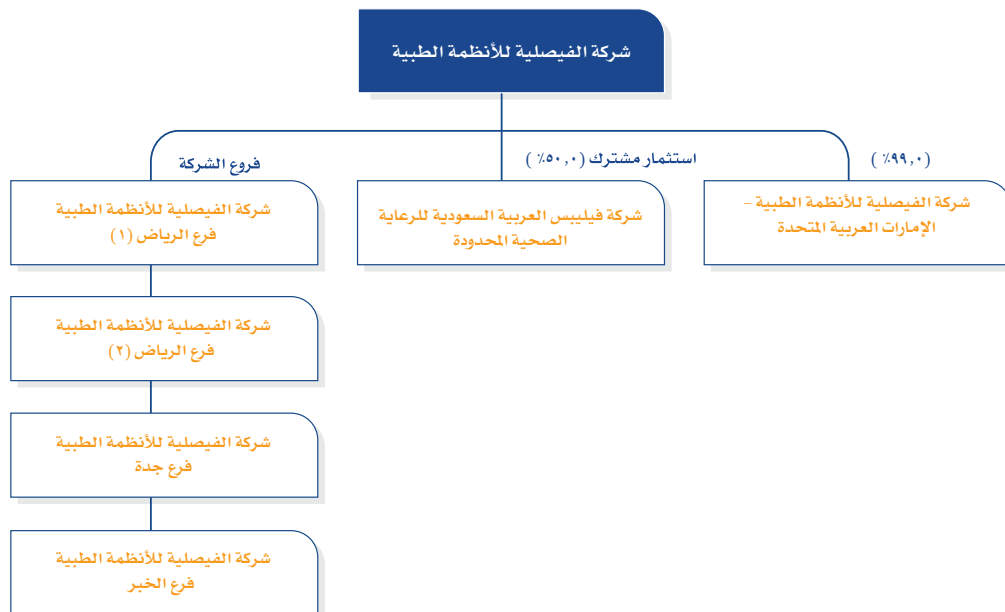 شركة الفيصلية للأنظمة الطبية
(٩٩,٠٪)
استثمار مشترك (٥٠,٠٪)
فروع الشركة
شركة الفيصلية للأنظمة الطبية –
الإمارات العربية المتحدة
شركة فيليبس العربية السعودية للرعاية
الصحية المحدودة
شركة الفيصلية للأنظمة الطبية
فرع الرياض (١)
شركة الفيصلية للأنظمة الطبية
فرع الرياض (٢)
شركة الفيصلية للأنظمة الطبية
فرع جدة
شركة الفيصلية للأنظمة الطبية
فرع الخبر